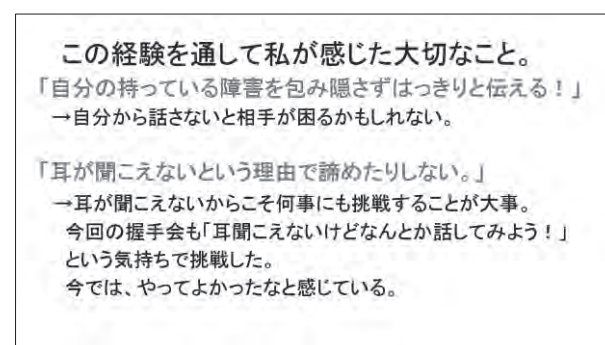 この経験を通して私が感じた大切なこと。
「自分の持っている障害を包み隠さずはっきりと伝える！」
→自分から話さないと相手が困るかもしれない。
「耳が聞こえないという理由で諦めたりしない。」
→耳が聞こえないからこそ何事にも挑戦することが大事。
今回の握手会も「耳聞こえないけどなんとか話してみよう！」
という気持ちで挑戦した。
今では、やってよかったなと感じている。